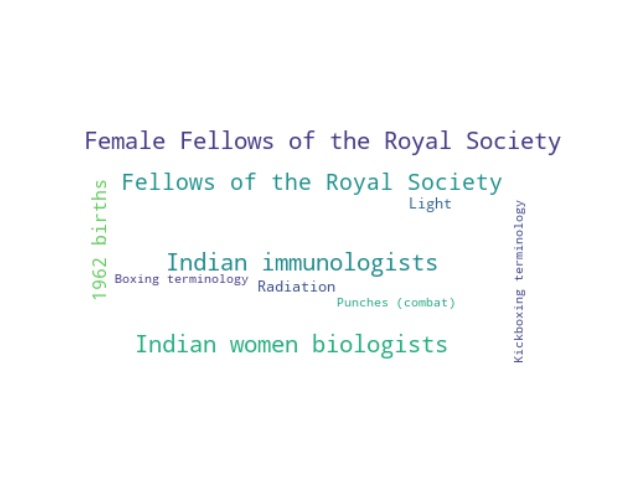 Female Fellows of the Royal Society
Fellows of the Royal Society
1962 births
Light
Kickboxing terminology
Indian immunologists
Boxing terminology
Radiation
Punches (combat)
Indian women biologists